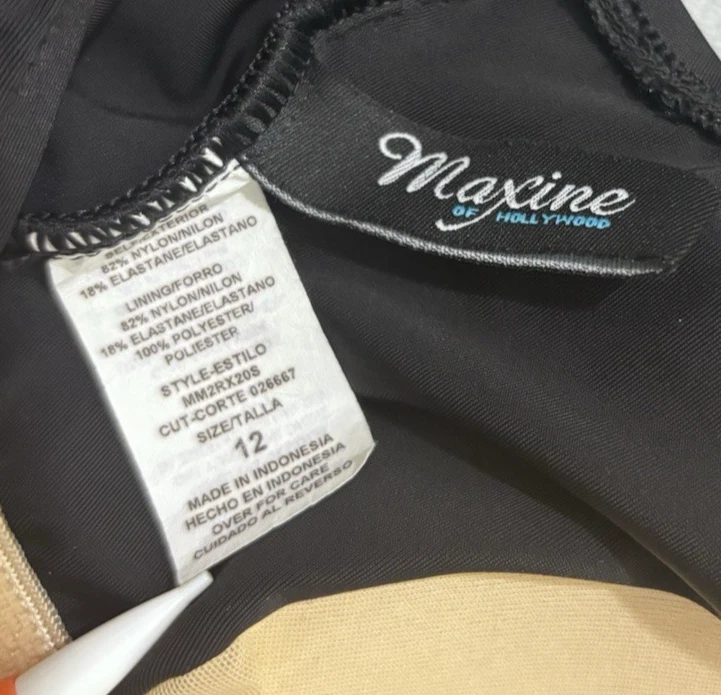 Maxine
OF HOLLYWOOD
SELF/EXTERIOR
82% NYLON/NILON
18% ELASTANE/ELASTANO
LINING/FORRO
82% NYLON/NILON
18% ELASTANE/ELASTANO
100% POLYESTER/
POLIESTER
STYLE-ESTILO
MM2RX20S
CUT-CORTE 026667
SIZE/TALLA
12
MADE IN INDONESIA
HECHO EN INDONESIA
OVER FOR CARE
CUIDADO AL REVERSO